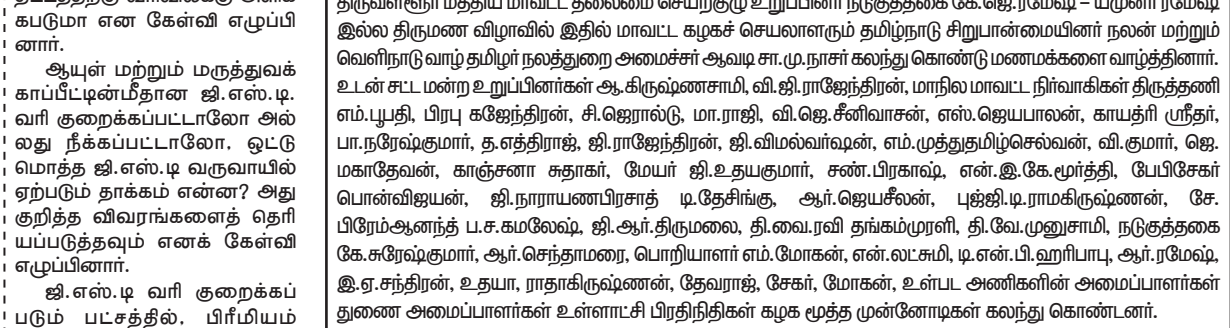 திட்டத்திற்கு வரிவிலக்கு அளிக்
கபடுமா என கேள்வி எழுப்பி
னார்.
ஆயுள் மற்றும் மருத்துவக்
காப்பீட்டின்மீதான ஜி.எஸ்.டி.
வரி குறைக்கப்பட்டாலோ அல்
லது நீக்கப்பட்டாலோ, ஒட்டு
மொத்த ஜி.எஸ்.டி வருவாயில்
ஏற்படும் தாக்கம் என்ன? அது
குறித்த விவரங்களைத் தெரி
யப்படுத்தவும் எனக் கேள்வி
எழுப்பினார்.
ஜி.எஸ்.டி வரி குறைக்கப்
படும் பட்சத்தில், பிரீமியம்
திருவள்ளூர் மத்திய மாவட்ட தலைமை செயற்குழு உறுப்பினர் நடுகுத்தகை கே.ஜெ.ரமேஷ் – யமுனா ரமேஷ்
இல்ல திருமண விழாவில் இதில் மாவட்ட கழகச் செயலாளரும் தமிழ்நாடு சிறுபான்மையினர் நலன் மற்றும்
வெளிநாடு வாழ் தமிழர் நலத்துறை அமைச்சர் ஆவடி சா.மு.நாசர் கலந்து கொண்டு மணமக்களை வாழ்த்தினார்.
உடன் சட்ட மன்ற உறுப்பினர்கள் ஆ.கிருஷ்ணசாமி, வி.ஜி.ராஜேந்திரன், மாநில மாவட்ட நிர்வாகிகள் திருத்தணி
எம்.பூபதி, பிரபு கஜேந்திரன், சி.ஜெரால்டு, மா.ராஜி, வி.ஜெ.சீனிவாசன், எஸ்.ஜெயபாலன், காயத்ரி ஸ்ரீதர்,
பா.நரேஷ்குமார், த.எத்திராஜ், ஜி.ராஜேந்திரன், ஜி.விமல்வர்ஷன், எம்.முத்துதமிழ்செல்வன், வி.குமார், ஜெ.
மகாதேவன், காஞ்சனா சுதாகர், மேயர் ஜி.உதயகுமார், சண்.பிரகாஷ், என்.இ.கே.மூர்த்தி, பேபிசேகர்
பொன்விஜயன், ஜி.நாராயணபிரசாத் டி.தேசிங்கு, ஆர்.ஜெயசீலன், புஜ்ஜி.டி.ராமகிருஷ்ணன், சே.
பிரேம்ஆனந்த் ப.ச.கமலேஷ், ஜி.ஆர்.திருமலை, தி.வை.ரவி தங்கம்முரளி, தி.வே.முனுசாமி, நடுகுத்தகை
கே.சுரேஷ்குமார், ஆர்.செந்தாமரை, பொறியாளர் எம்.மோகன், என்.லட்சுமி, டி.என்.பி.ஹரிபாபு, ஆர்.ரமேஷ்,
இ.ஏ.சந்திரன், உதயா, ராதாகிருஷ்ணன், தேவராஜ், சேகர், மோகன், உள்பட அணிகளின் அமைப்பாளர்கள்
துணை அமைப்பாளர்கள் உள்ளாட்சி பிரதிநிதிகள் கழக மூத்த முன்னோடிகள் கலந்து கொண்டனர்.